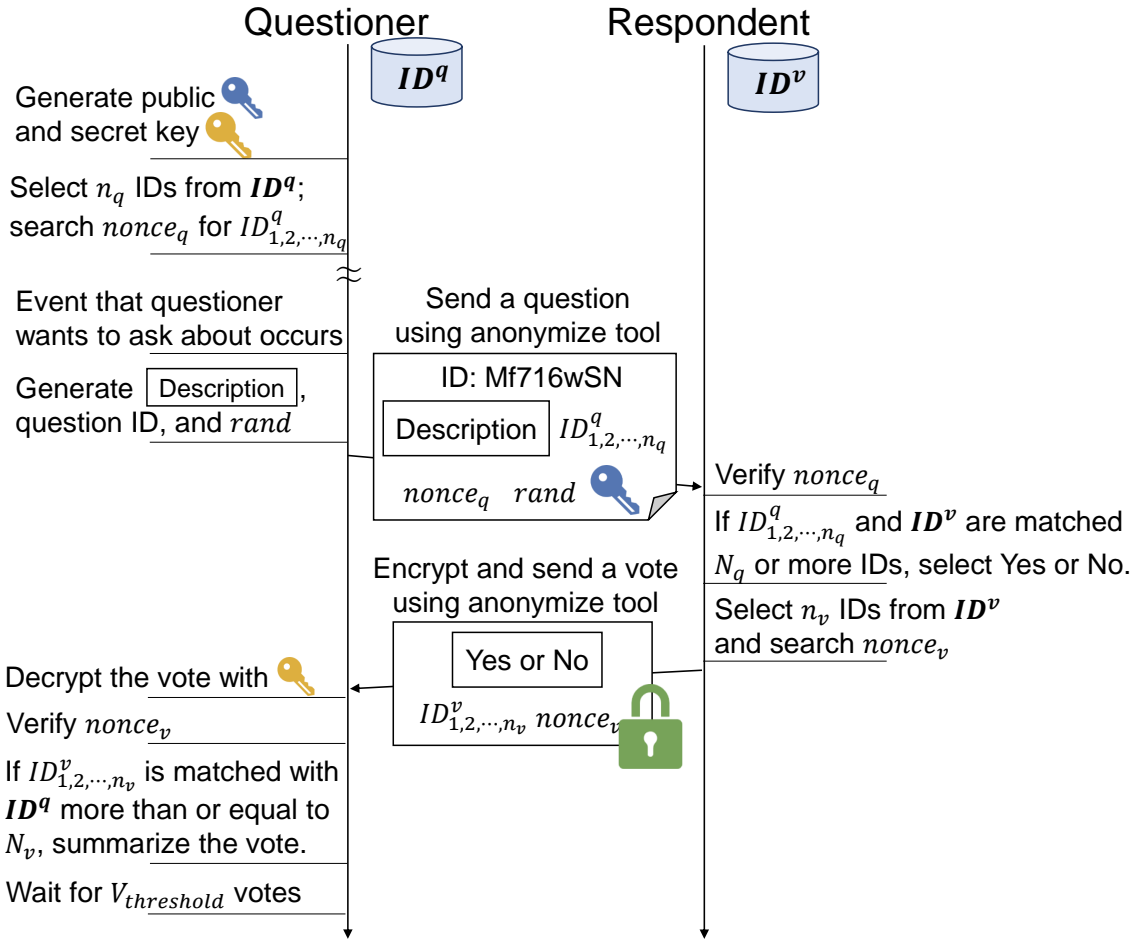 Questioner
Respondent
ID^q
ID^v
Generate public
and secret key
Select n_q IDs from ID^q;
search nonce_q for ID^q_{1,2,⋯,n_q}
Event that questioner
wants to ask about occurs
Generate Description,
question ID, and rand
Send a question
using anonymize tool
ID: Mf716wSN
Description ID^q_{1,2,⋯,n_q}
nonce_q rand
Verify nonce_q
If ID^q_{1,2,⋯,n_q} and ID^v are matched
N_q or more IDs, select Yes or No.
Select n_v IDs from ID^v
and search nonce_v
Encrypt and send a vote
using anonymize tool
Yes or No
ID^v_{1,2,⋯,n_v} nonce_v
Decrypt the vote with
Verify nonce_v
If ID^v_{1,2,⋯,n_v} is matched with
ID^q more than or equal to
N_v, summarize the vote.
Wait for V_{threshold} votes